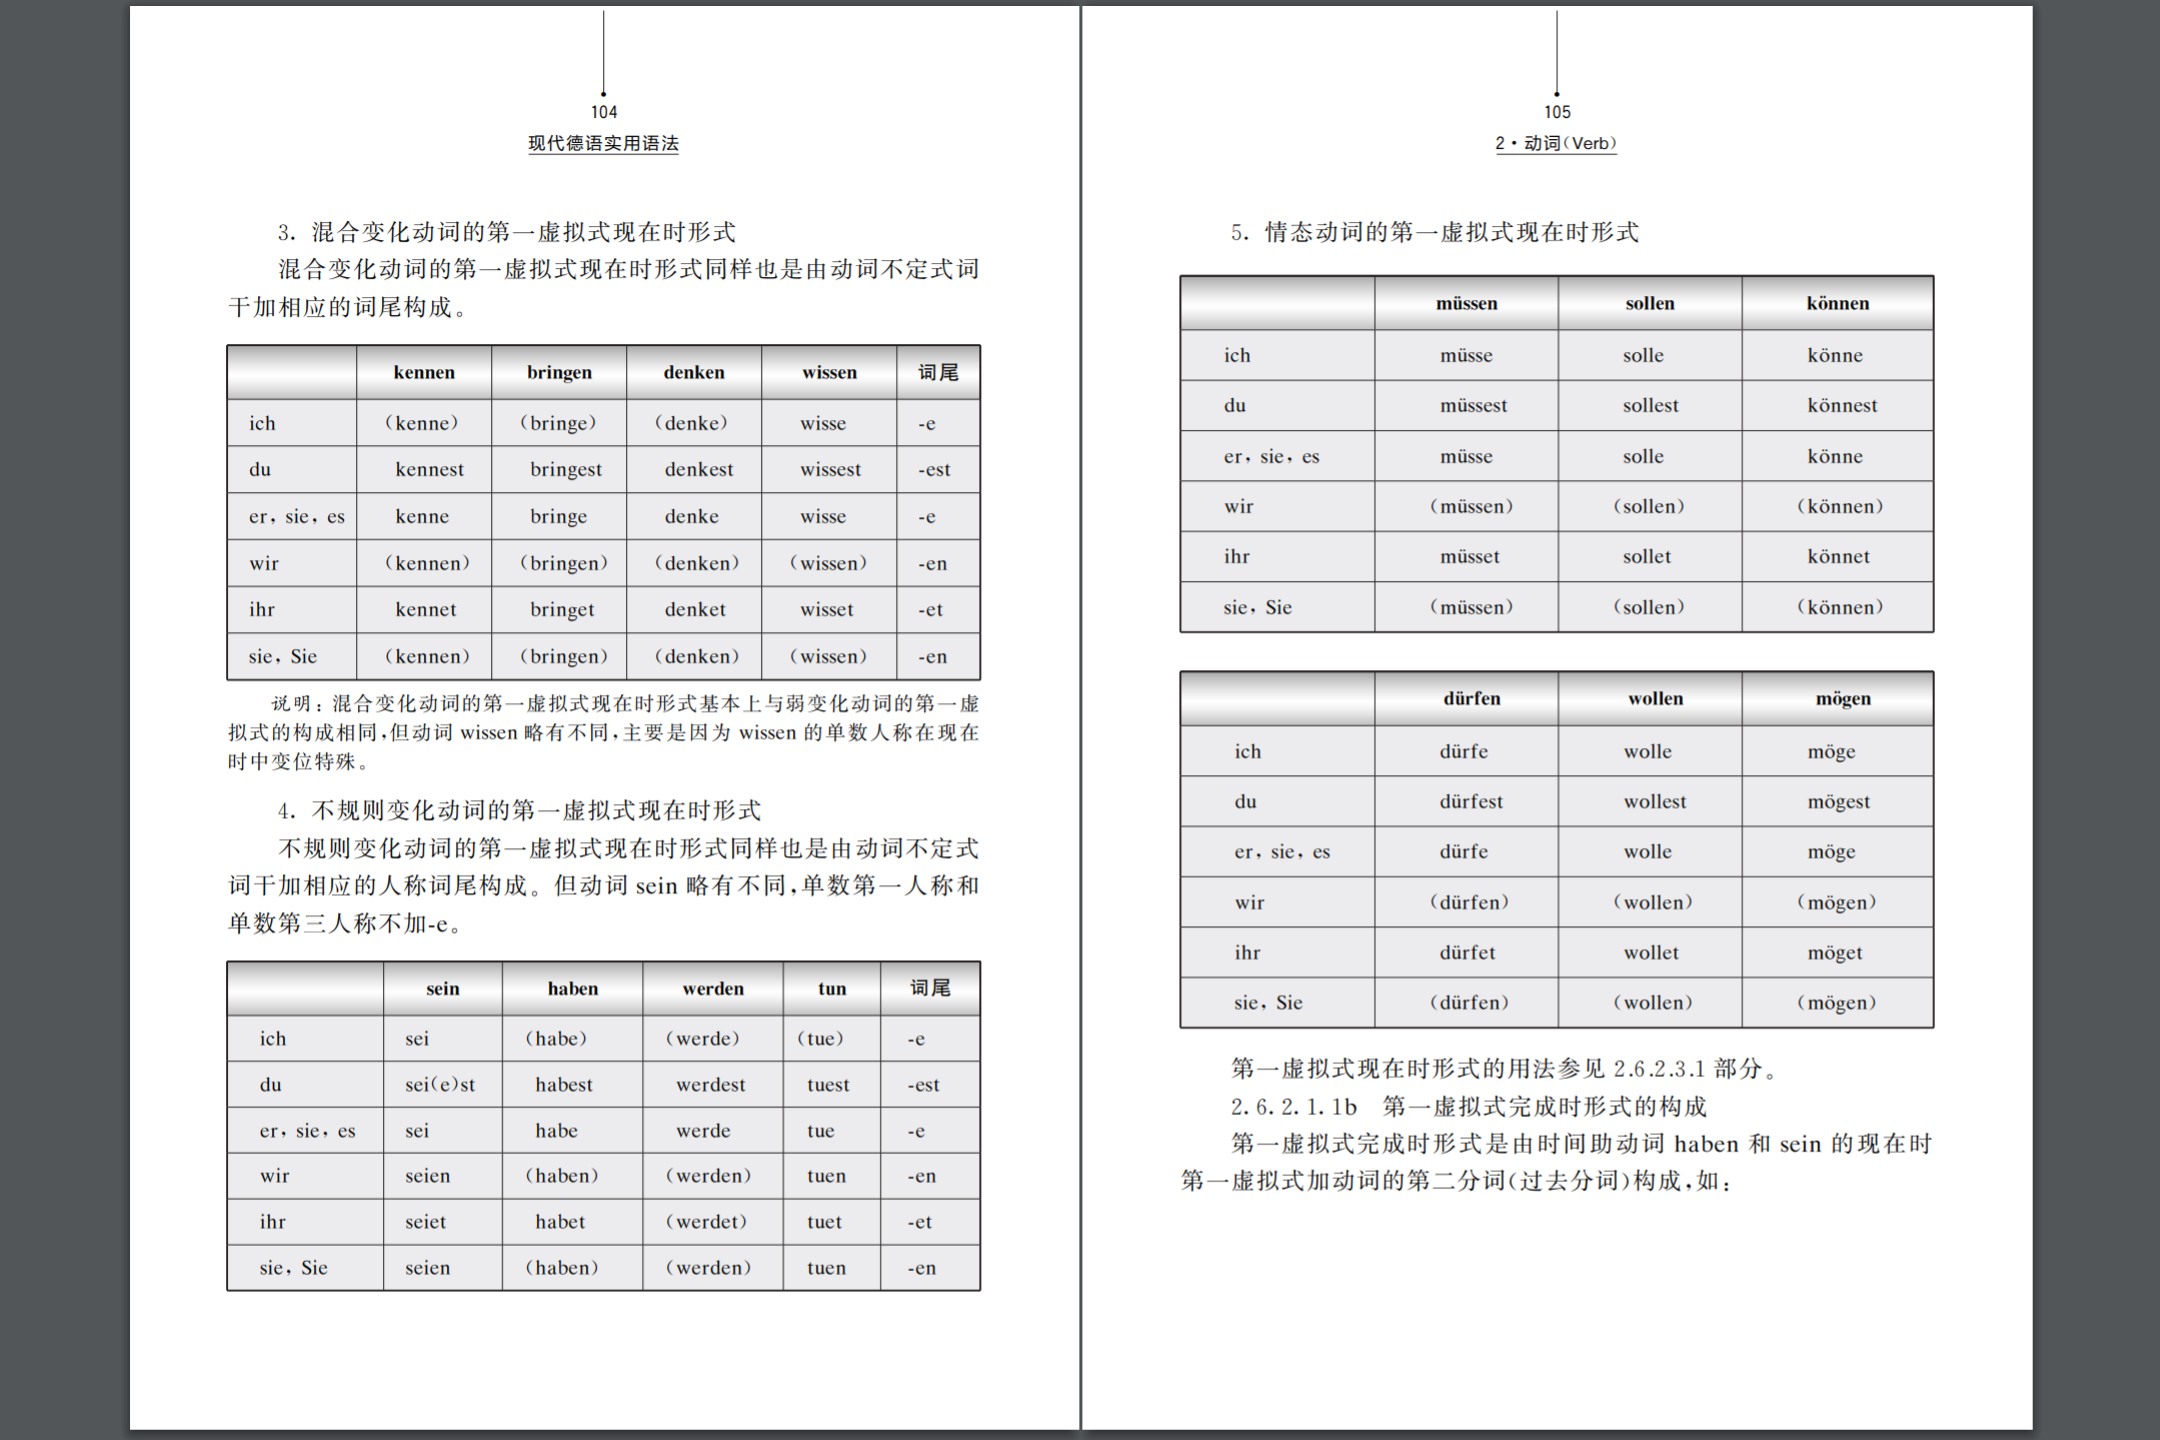 104
现代德语实用语法
3. 混合变化动词的第一虚拟式现在时形式
混合变化动词的第一虚拟式现在时形式同样也是由动词不定式词
干加相应的词尾构成。
kennen bringen denken wissen 词尾
ich (kenne) (bringe) (denke) wisse -e
du kennest bringest denkest wissest -est
er, sie, es kenne bringe denke wisse -e
wir (kennen) (bringen) (denken) (wissen) -en
ihr kennet bringet denket wisset -et
sie, Sie (kennen) (bringen) (denken) (wissen) -en
说明：混合变化动词的第一虚拟式现在时形式基本上与弱变化动词的第一虚
拟式的构成相同，但动词 wissen 略有不同，主要是因为 wissen 的单数人称在现在
时中变位特殊。
4. 不规则变化动词的第一虚拟式现在时形式
不规则变化动词的第一虚拟式现在时形式同样也是由动词不定式
词干加相应的人称词尾构成。但动词 sein 略有不同，单数第一人称和
单数第三人称不加-e。
sein haben werden tun 词尾
ich sei (habe) (werde) (tue) -e
du sei(e)st habest werdest tuest -est
er, sie, es sei habe werde tue -e
wir seien (haben) (werden) tuen -en
ihr seiet habet (werdet) tuet -et
sie, Sie seien (haben) (werden) tuen -en
105
2·动词(Verb)
5. 情态动词的第一虚拟式现在时形式
müssen sollen können
ich müsse solle könne
du müssest sollest könnest
er, sie, es müsse solle könne
wir (müssen) (sollen) (können)
ihr müsset sollet könnet
sie, Sie (müssen) (sollen) (können)
dürfen wollen mögen
ich dürfe wolle möge
du dürfest wollest mögest
er, sie, es dürfe wolle möge
wir (dürfen) (wollen) (mögen)
ihr dürfet wollet möget
sie, Sie (dürfen) (wollen) (mögen)
第一虚拟式现在时形式的用法参见 2.6.2.3.1 部分。
2.6.2.1.1b 第一虚拟式完成时形式的构成
第一虚拟式完成时形式是由时间助动词 haben 和 sein 的现在时
第一虚拟式加动词的第二分词(过去分词)构成，如：